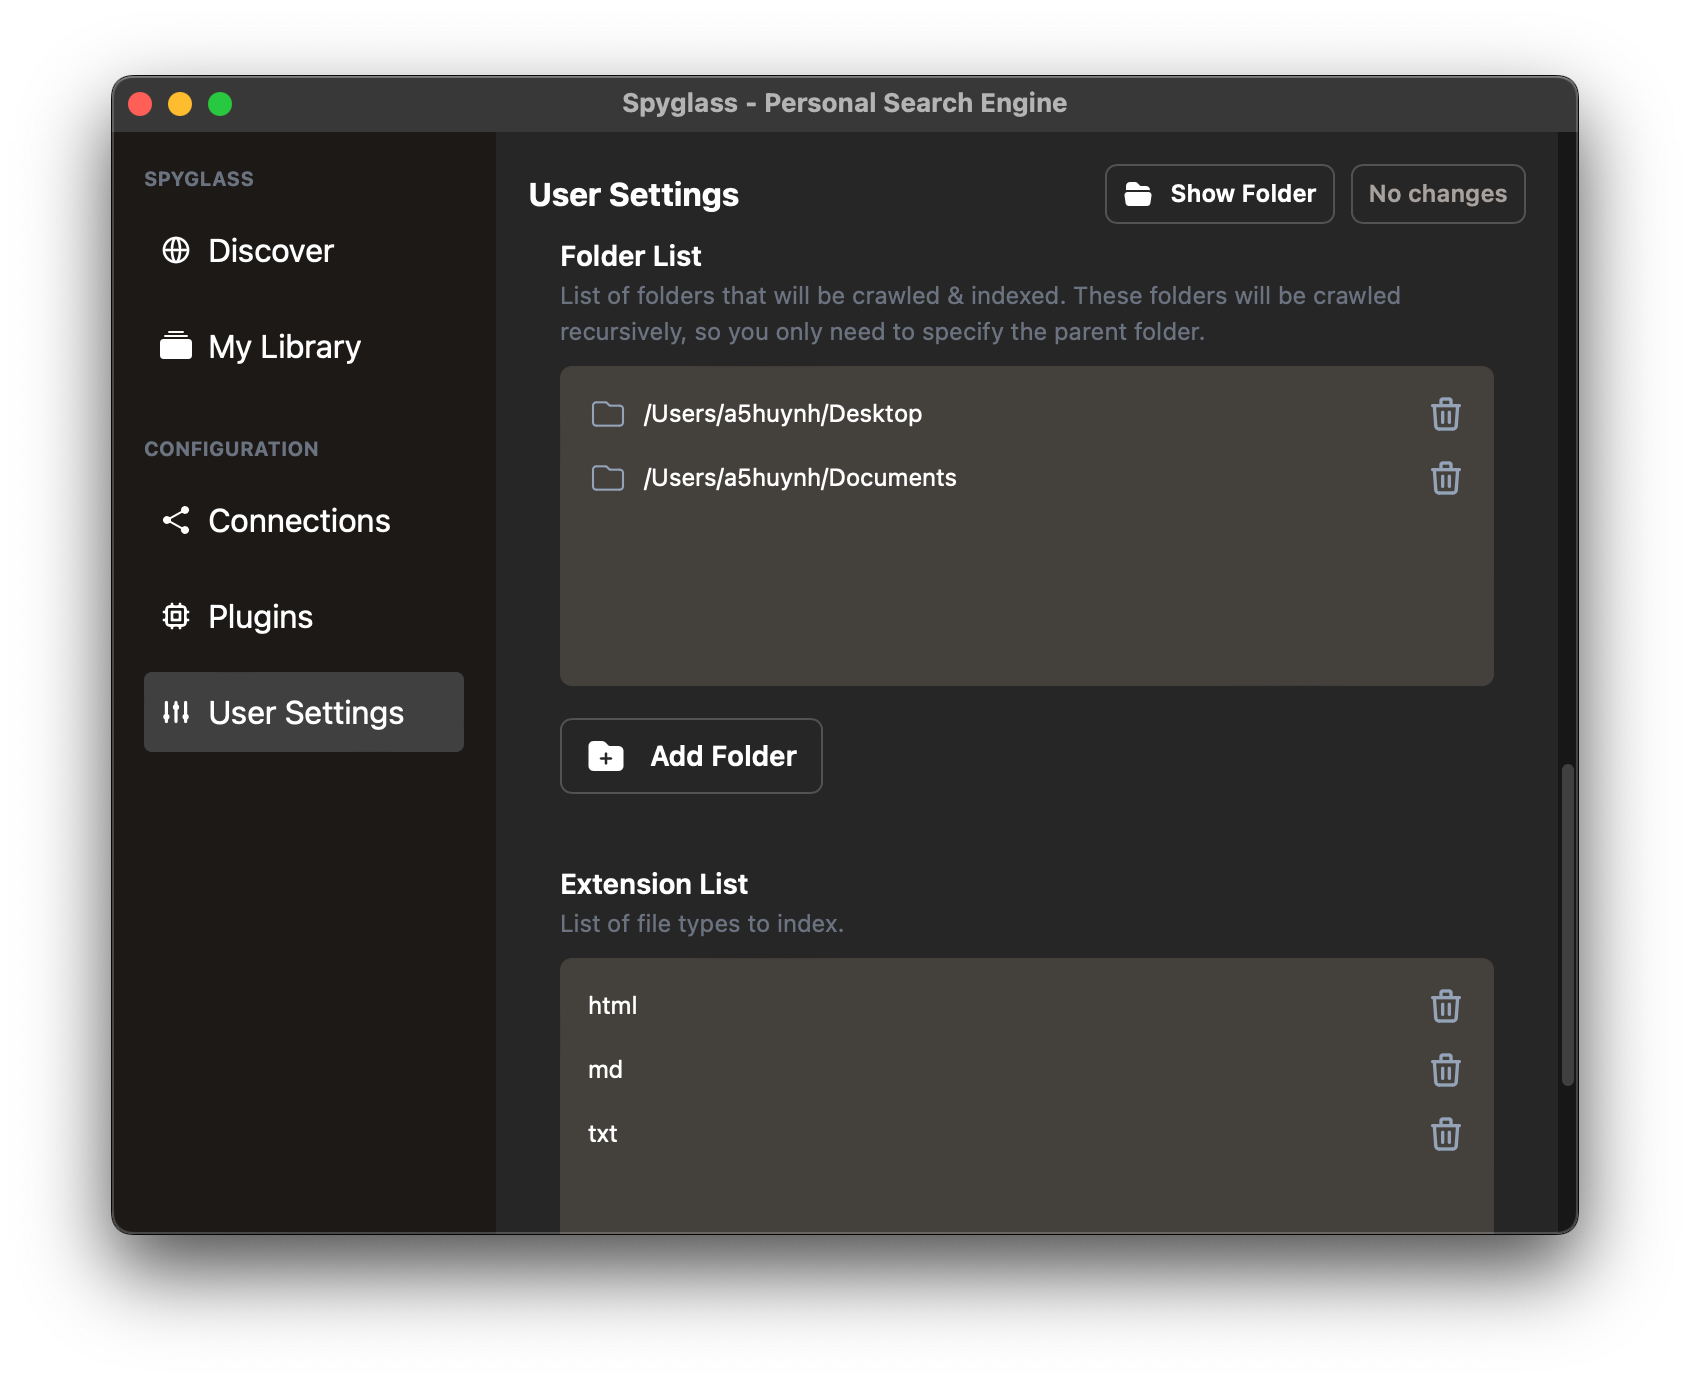 Spyglass - Personal Search Engine
SPYGLASS
Discover
My Library
CONFIGURATION
Connections
Plugins
User Settings
User Settings
Show Folder
No changes
Folder List
List of folders that will be crawled & indexed. These folders will be crawled
recursively, so you only need to specify the parent folder.
/Users/a5huynh/Desktop
/Users/a5huynh/Documents
Add Folder
Extension List
List of file types to index.
html
md
txt